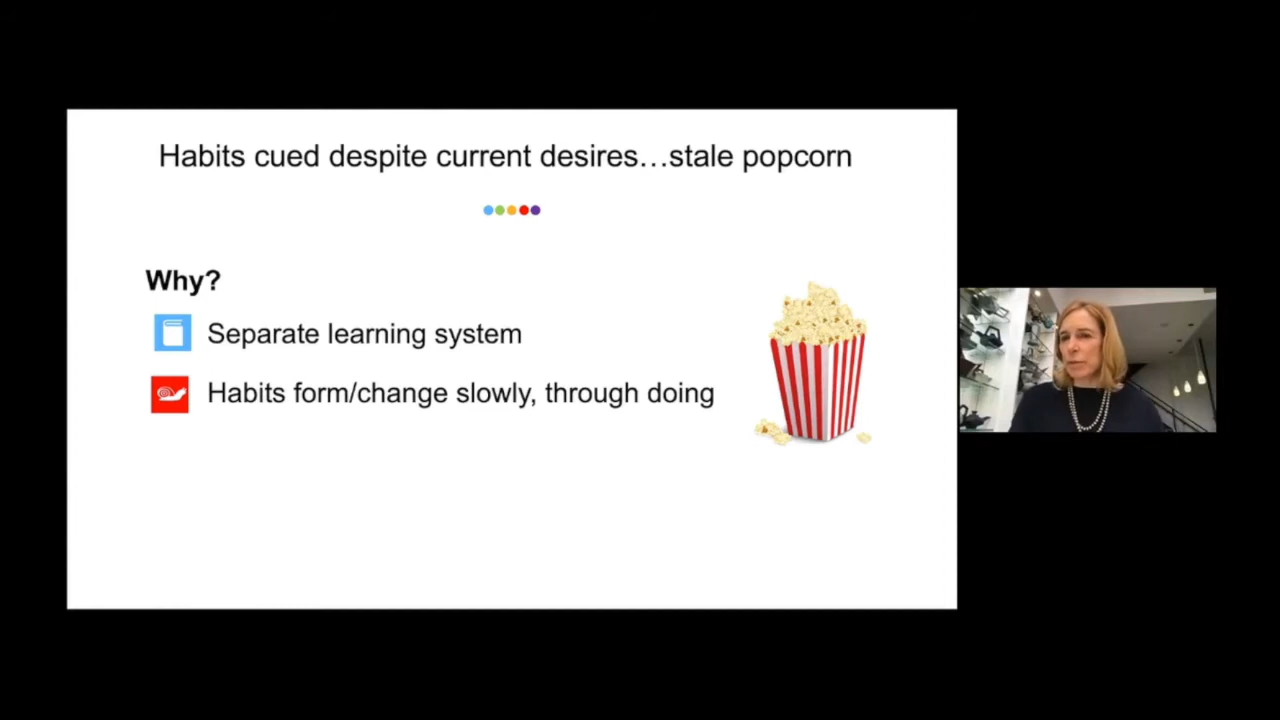 Habits cued despite current desires…stale popcorn
Why?
Separate learning system
Habits form/change slowly, through doing